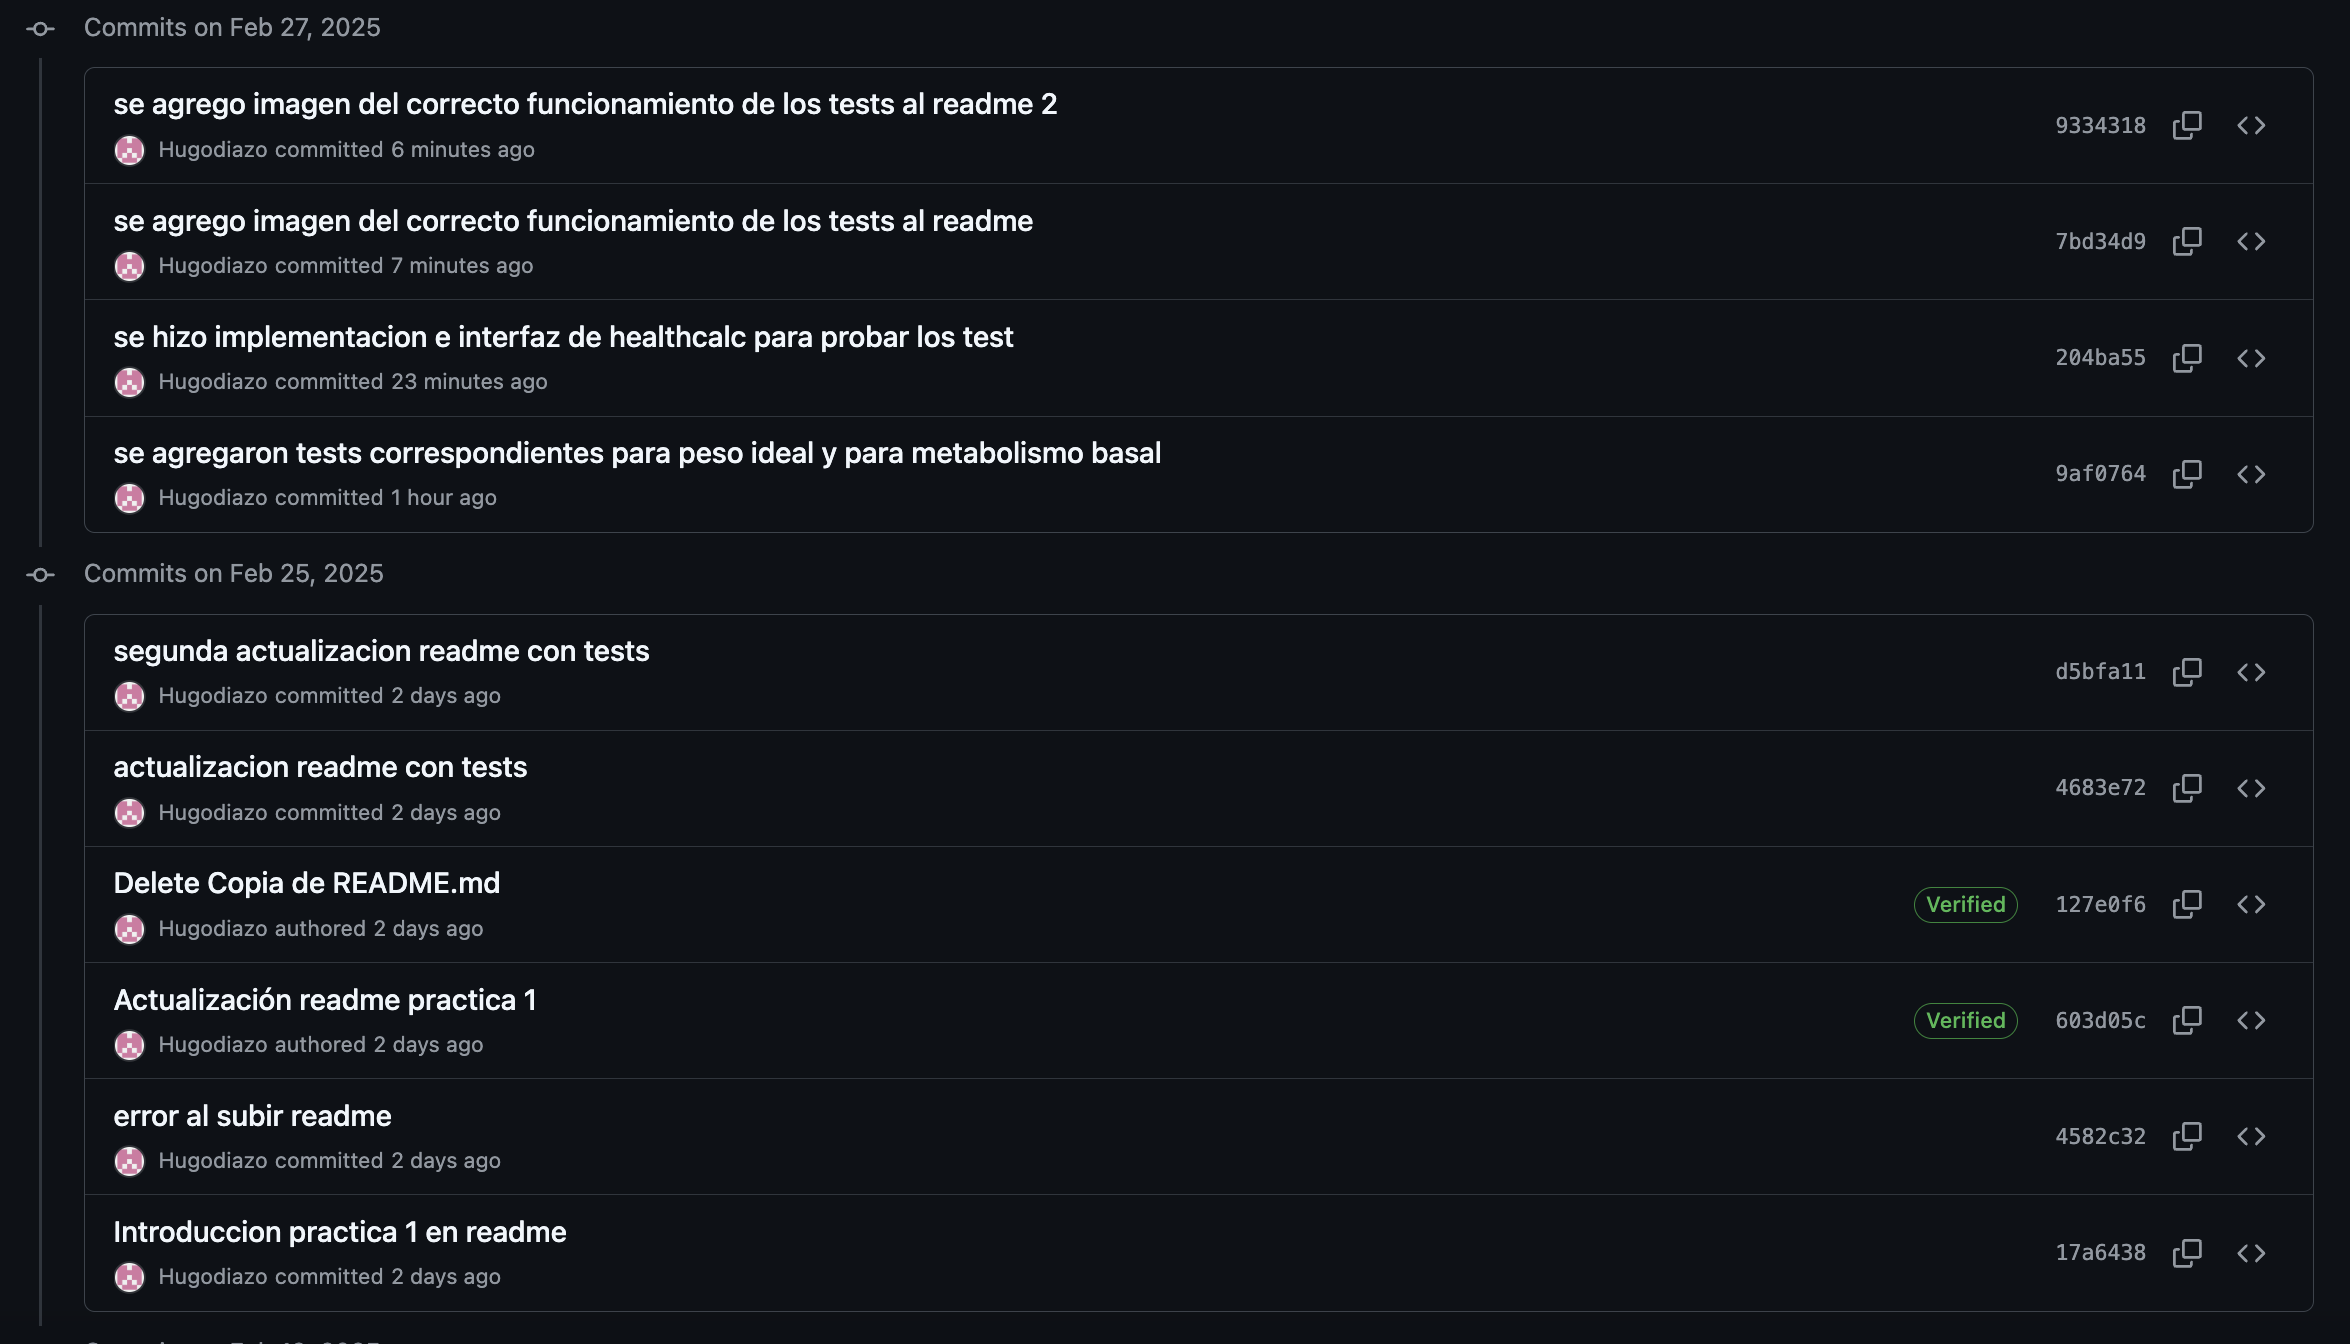 Commits on Feb 27, 2025
se agrego imagen del correcto funcionamiento de los tests al readme 2
Hugodiazo committed 6 minutes ago
9334318
se agrego imagen del correcto funcionamiento de los tests al readme
Hugodiazo committed 7 minutes ago
7bd34d9
se hizo implementacion e interfaz de healthcalc para probar los test
Hugodiazo committed 23 minutes ago
204ba55
se agregaron tests correspondientes para peso ideal y para metabolismo basal
Hugodiazo committed 1 hour ago
9af0764
Commits on Feb 25, 2025
segunda actualizacion readme con tests
Hugodiazo committed 2 days ago
d5bfa11
actualizacion readme con tests
Hugodiazo committed 2 days ago
4683e72
Delete Copia de README.md
Hugodiazo authored 2 days ago
Verified 127e0f6
Actualización readme practica 1
Hugodiazo authored 2 days ago
Verified 603d05c
error al subir readme
Hugodiazo committed 2 days ago
4582c32
Introduccion practica 1 en readme
Hugodiazo committed 2 days ago
17a6438